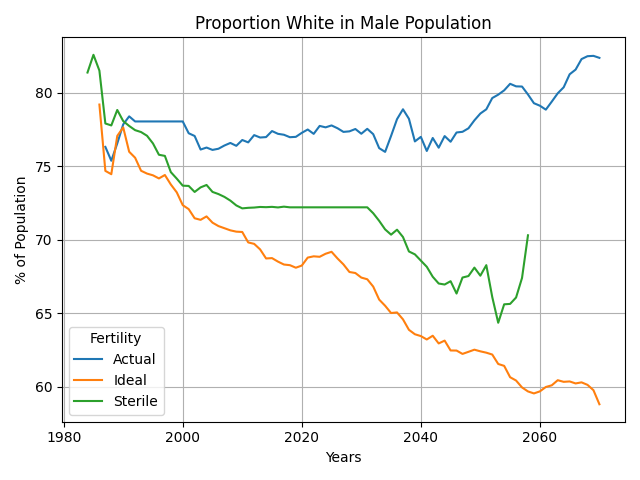 Proportion White in Male Population
% of Population
80
75
70
65
60
Fertility
Actual
Ideal
Sterile
1980
2000
2020
2040
2060
Years